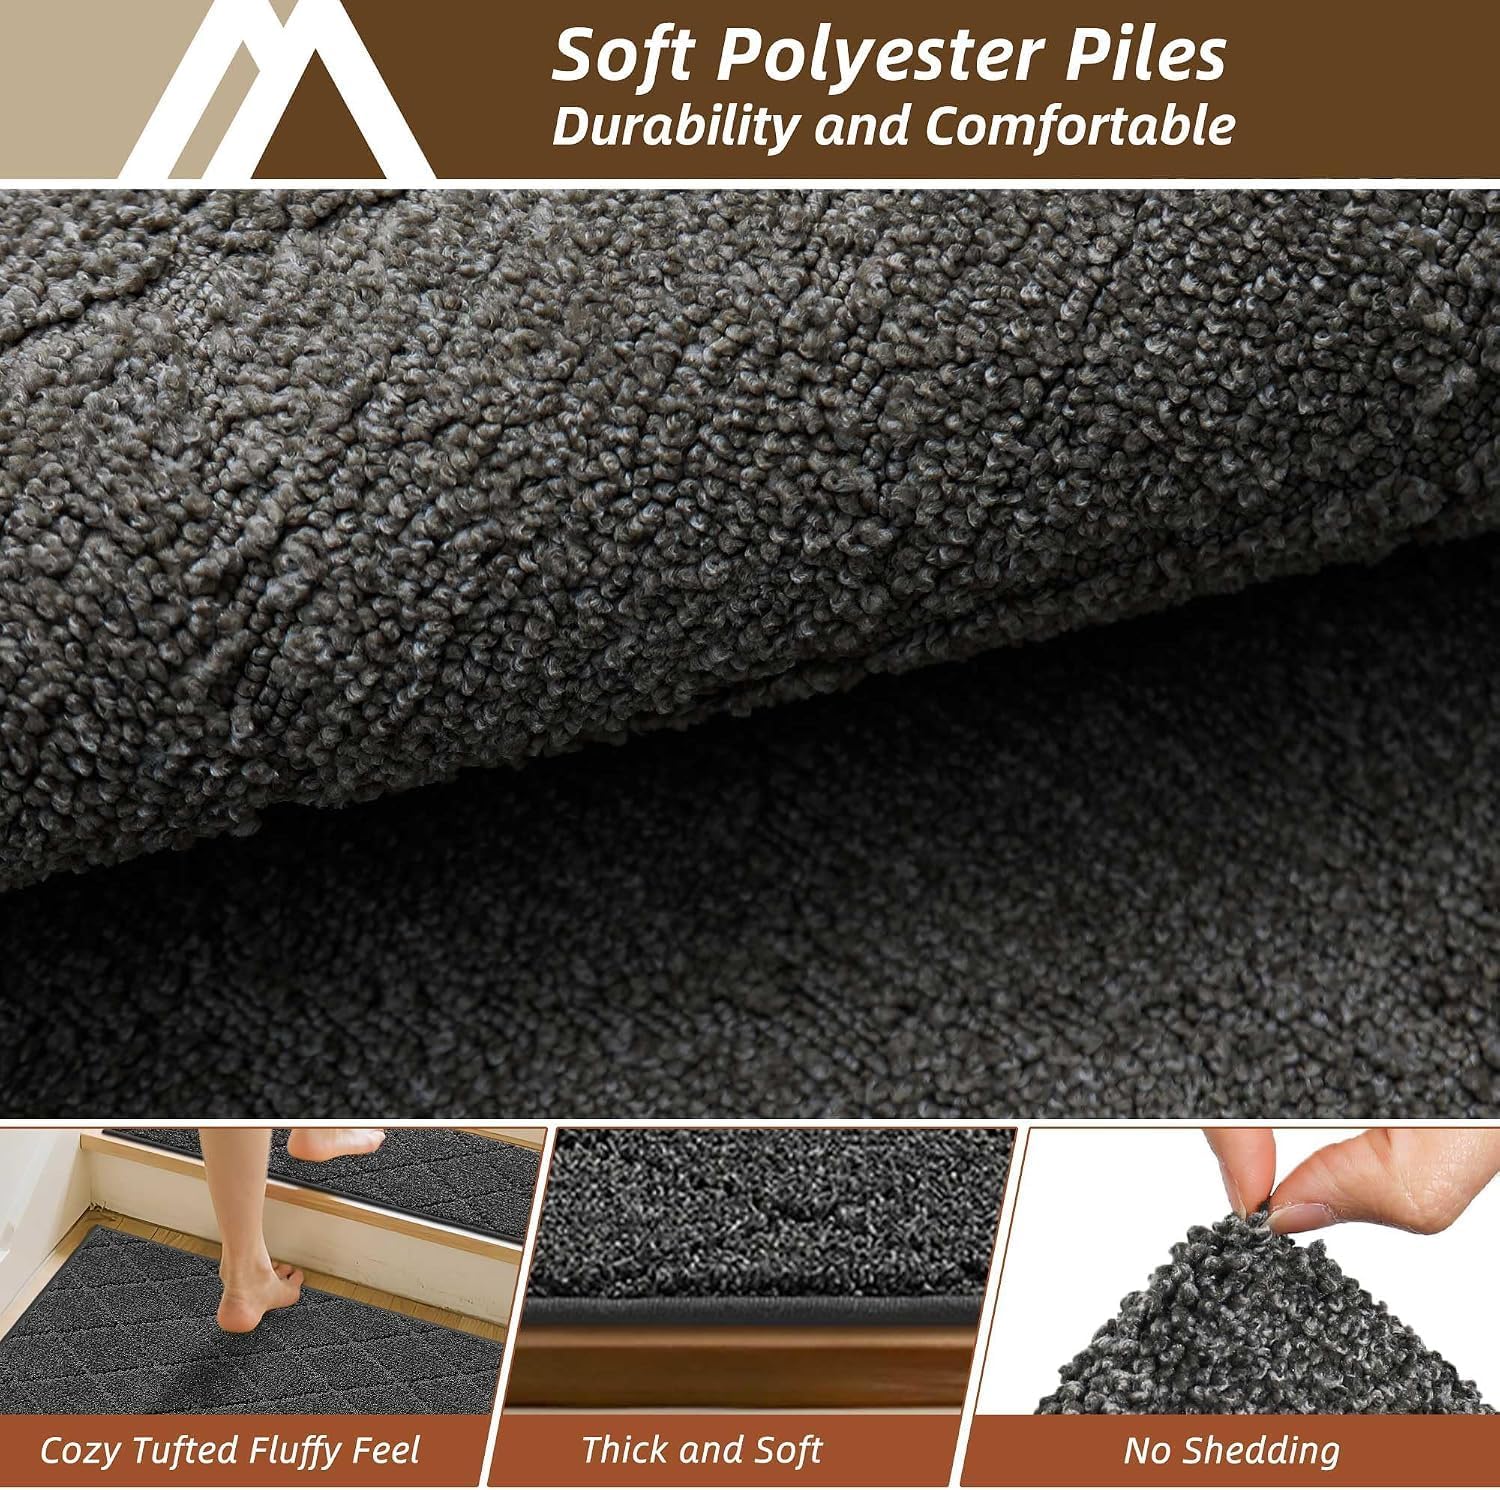 Soft Polyester Piles
Durability and Comfortable
Cozy Tufted Fluffy Feel
Thick and Soft
No Shedding